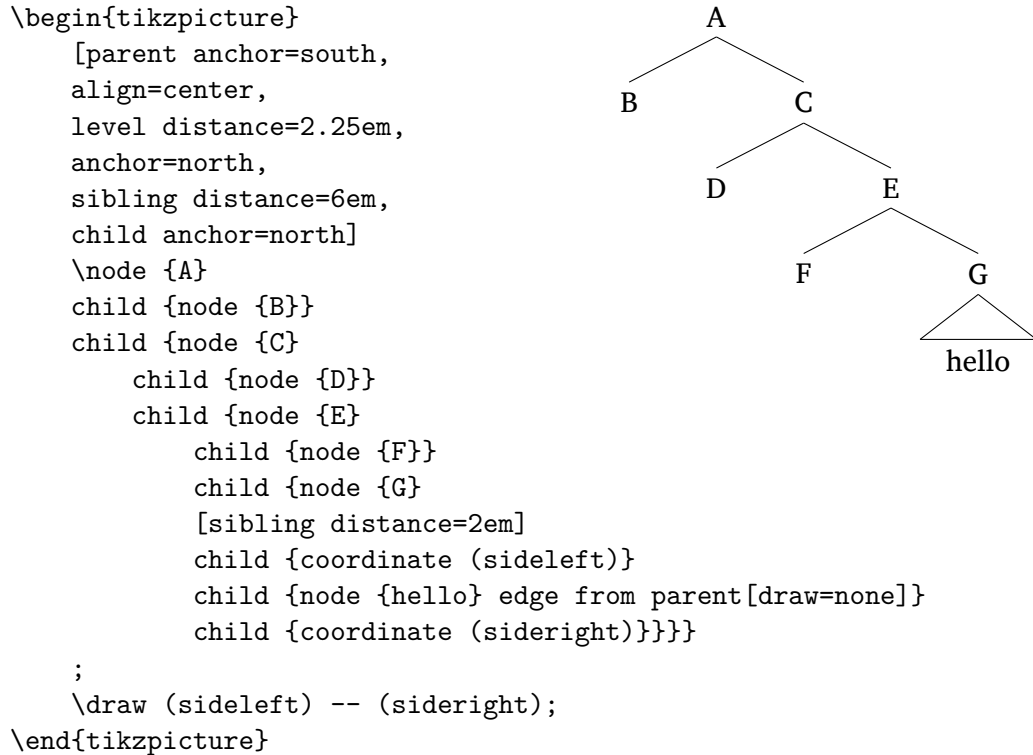 \begin{tikzpicture}
    [parent anchor=south,
    align=center,
    level distance=2.25em,
    anchor=north,
    sibling distance=6em,
    child anchor=north]
    \node {A}
    child {node {B}}
    child {node {C}
        child {node {D}}
        child {node {E}
            child {node {F}}
            child {node {G}
            [sibling distance=2em]
            child {coordinate (sideleft)}
            child {node {hello} edge from parent[draw=none]}
            child {coordinate (sideright)}}}}
    ;
    \draw (sideleft) -- (sideright);
\end{tikzpicture}
A
B C
D E
F G
hello